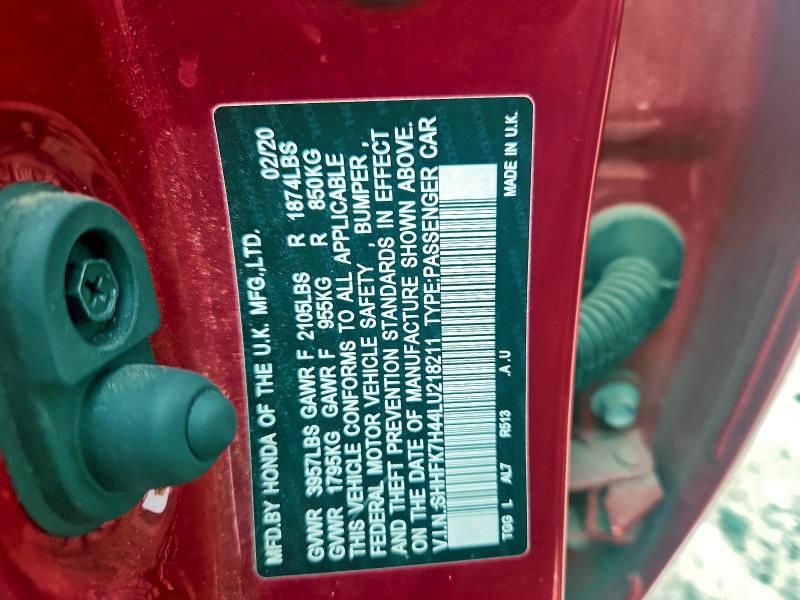 MFD.BY HONDA OF THE U.K. MFG.,LTD. 02/20
GVWR 3957LBS GAWR F 2105LBS R 1874LBS
GVWR 1795KG GAWR F 955KG R 850KG
THIS VEHICLE CONFORMS TO ALL APPLICABLE
FEDERAL MOTOR VEHICLE SAFETY , BUMPER ,
AND THEFT PREVENTION STANDARDS IN EFFECT
ON THE DATE OF MANUFACTURE SHOWN ABOVE.
V.I.N.:SHHFK7H44LU218211 TYPE:PASSENGER CAR
TGG L AL7 R513 .A.U MADE IN U.K.